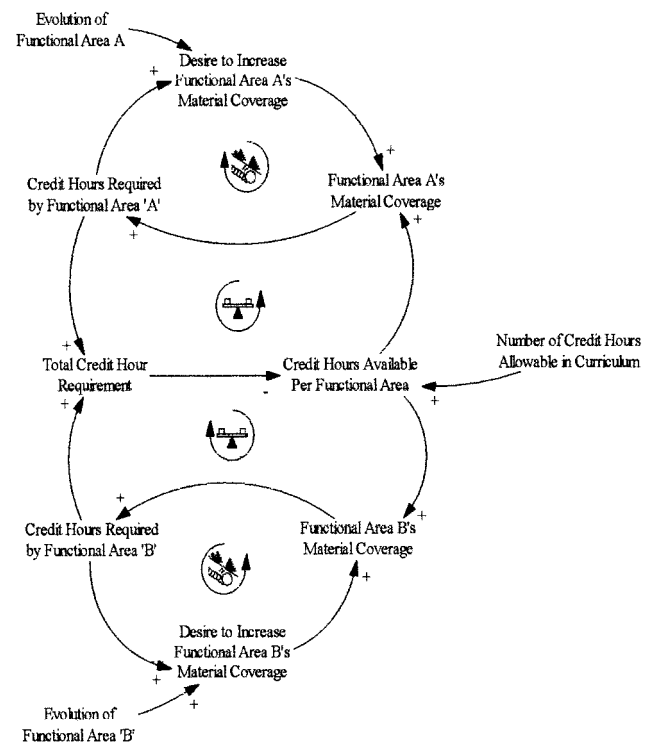 Evolution of
Functional Area A
Desire to Increase
Functional Area A's
Material Coverage
+
+
Credit Hours Required
by Functional Area 'A'
+
Functional Area A's
Material Coverage
+
+
Total Credit Hour
Requirement
+
Credit Hours Available
Per Functional Area
-
Number of Credit Hours
Allowable in Curriculum
+
+
Credit Hours Required
by Functional Area 'B'
Functional Area B's
Material Coverage
+
+
Desire to Increase
Functional Area B's
Material Coverage
+
+
Evolution of
Functional Area 'B'